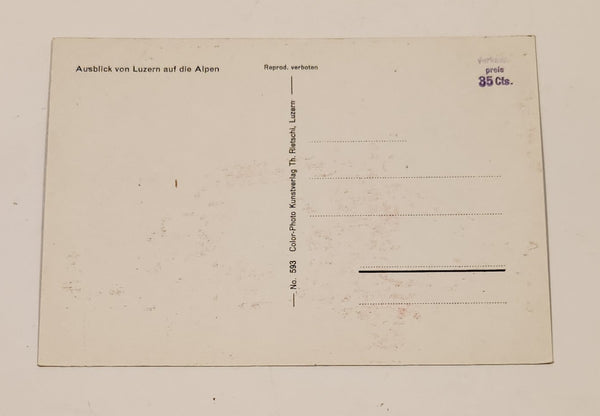 Ausblick von Luzern auf die Alpen
Reprod. verboten
preis
35 Cts.
No. 593 Color-Photo Kunstverlag Th. Rietschi, Luzern